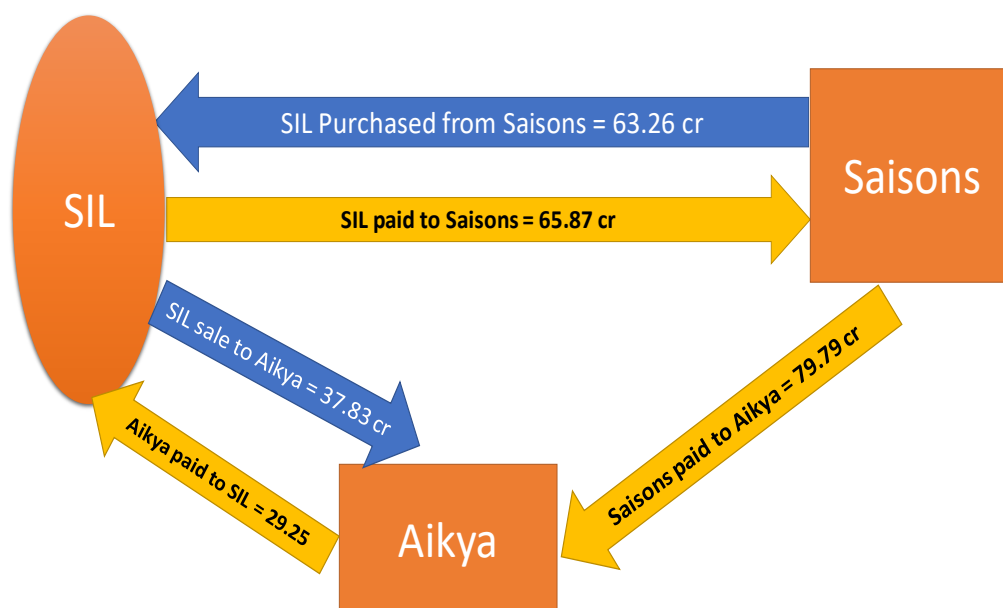 SIL Purchased from Saisons = 63.26 cr
Saisons
SIL
SIL paid to Saisons = 65.87 cr
SIL sale to Aikya = 37.83 cr
Saisons paid to Aikya = 79.79 cr
Aikya paid to SIL = 29.25
Aikya